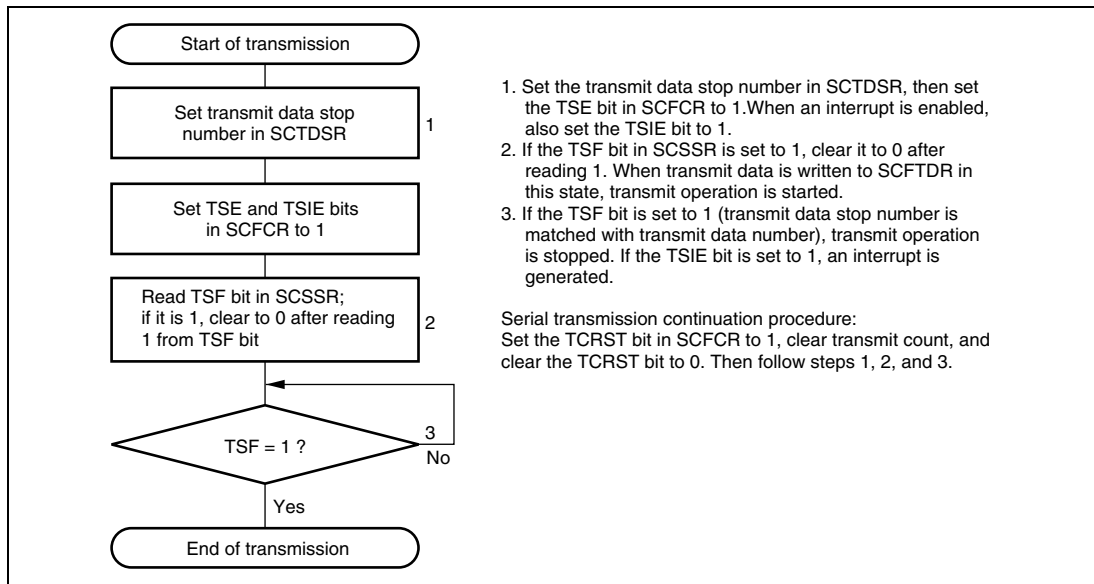 Start of transmission
Set transmit data stop
number in SCTDSR
1
Set TSE and TSIE bits
in SCFCR to 1
Read TSF bit in SCSSR;
if it is 1, clear to 0 after reading
1 from TSF bit
2
TSF = 1 ?
3
No
Yes
End of transmission
1. Set the transmit data stop number in SCTDSR, then set
the TSE bit in SCFCR to 1.When an interrupt is enabled,
also set the TSIE bit to 1.
2. If the TSF bit in SCSSR is set to 1, clear it to 0 after
reading 1. When transmit data is written to SCFTDR in
this state, transmit operation is started.
3. If the TSF bit is set to 1 (transmit data stop number is
matched with transmit data number), transmit operation
is stopped. If the TSIE bit is set to 1, an interrupt is
generated.
Serial transmission continuation procedure:
Set the TCRST bit in SCFCR to 1, clear transmit count, and
clear the TCRST bit to 0. Then follow steps 1, 2, and 3.